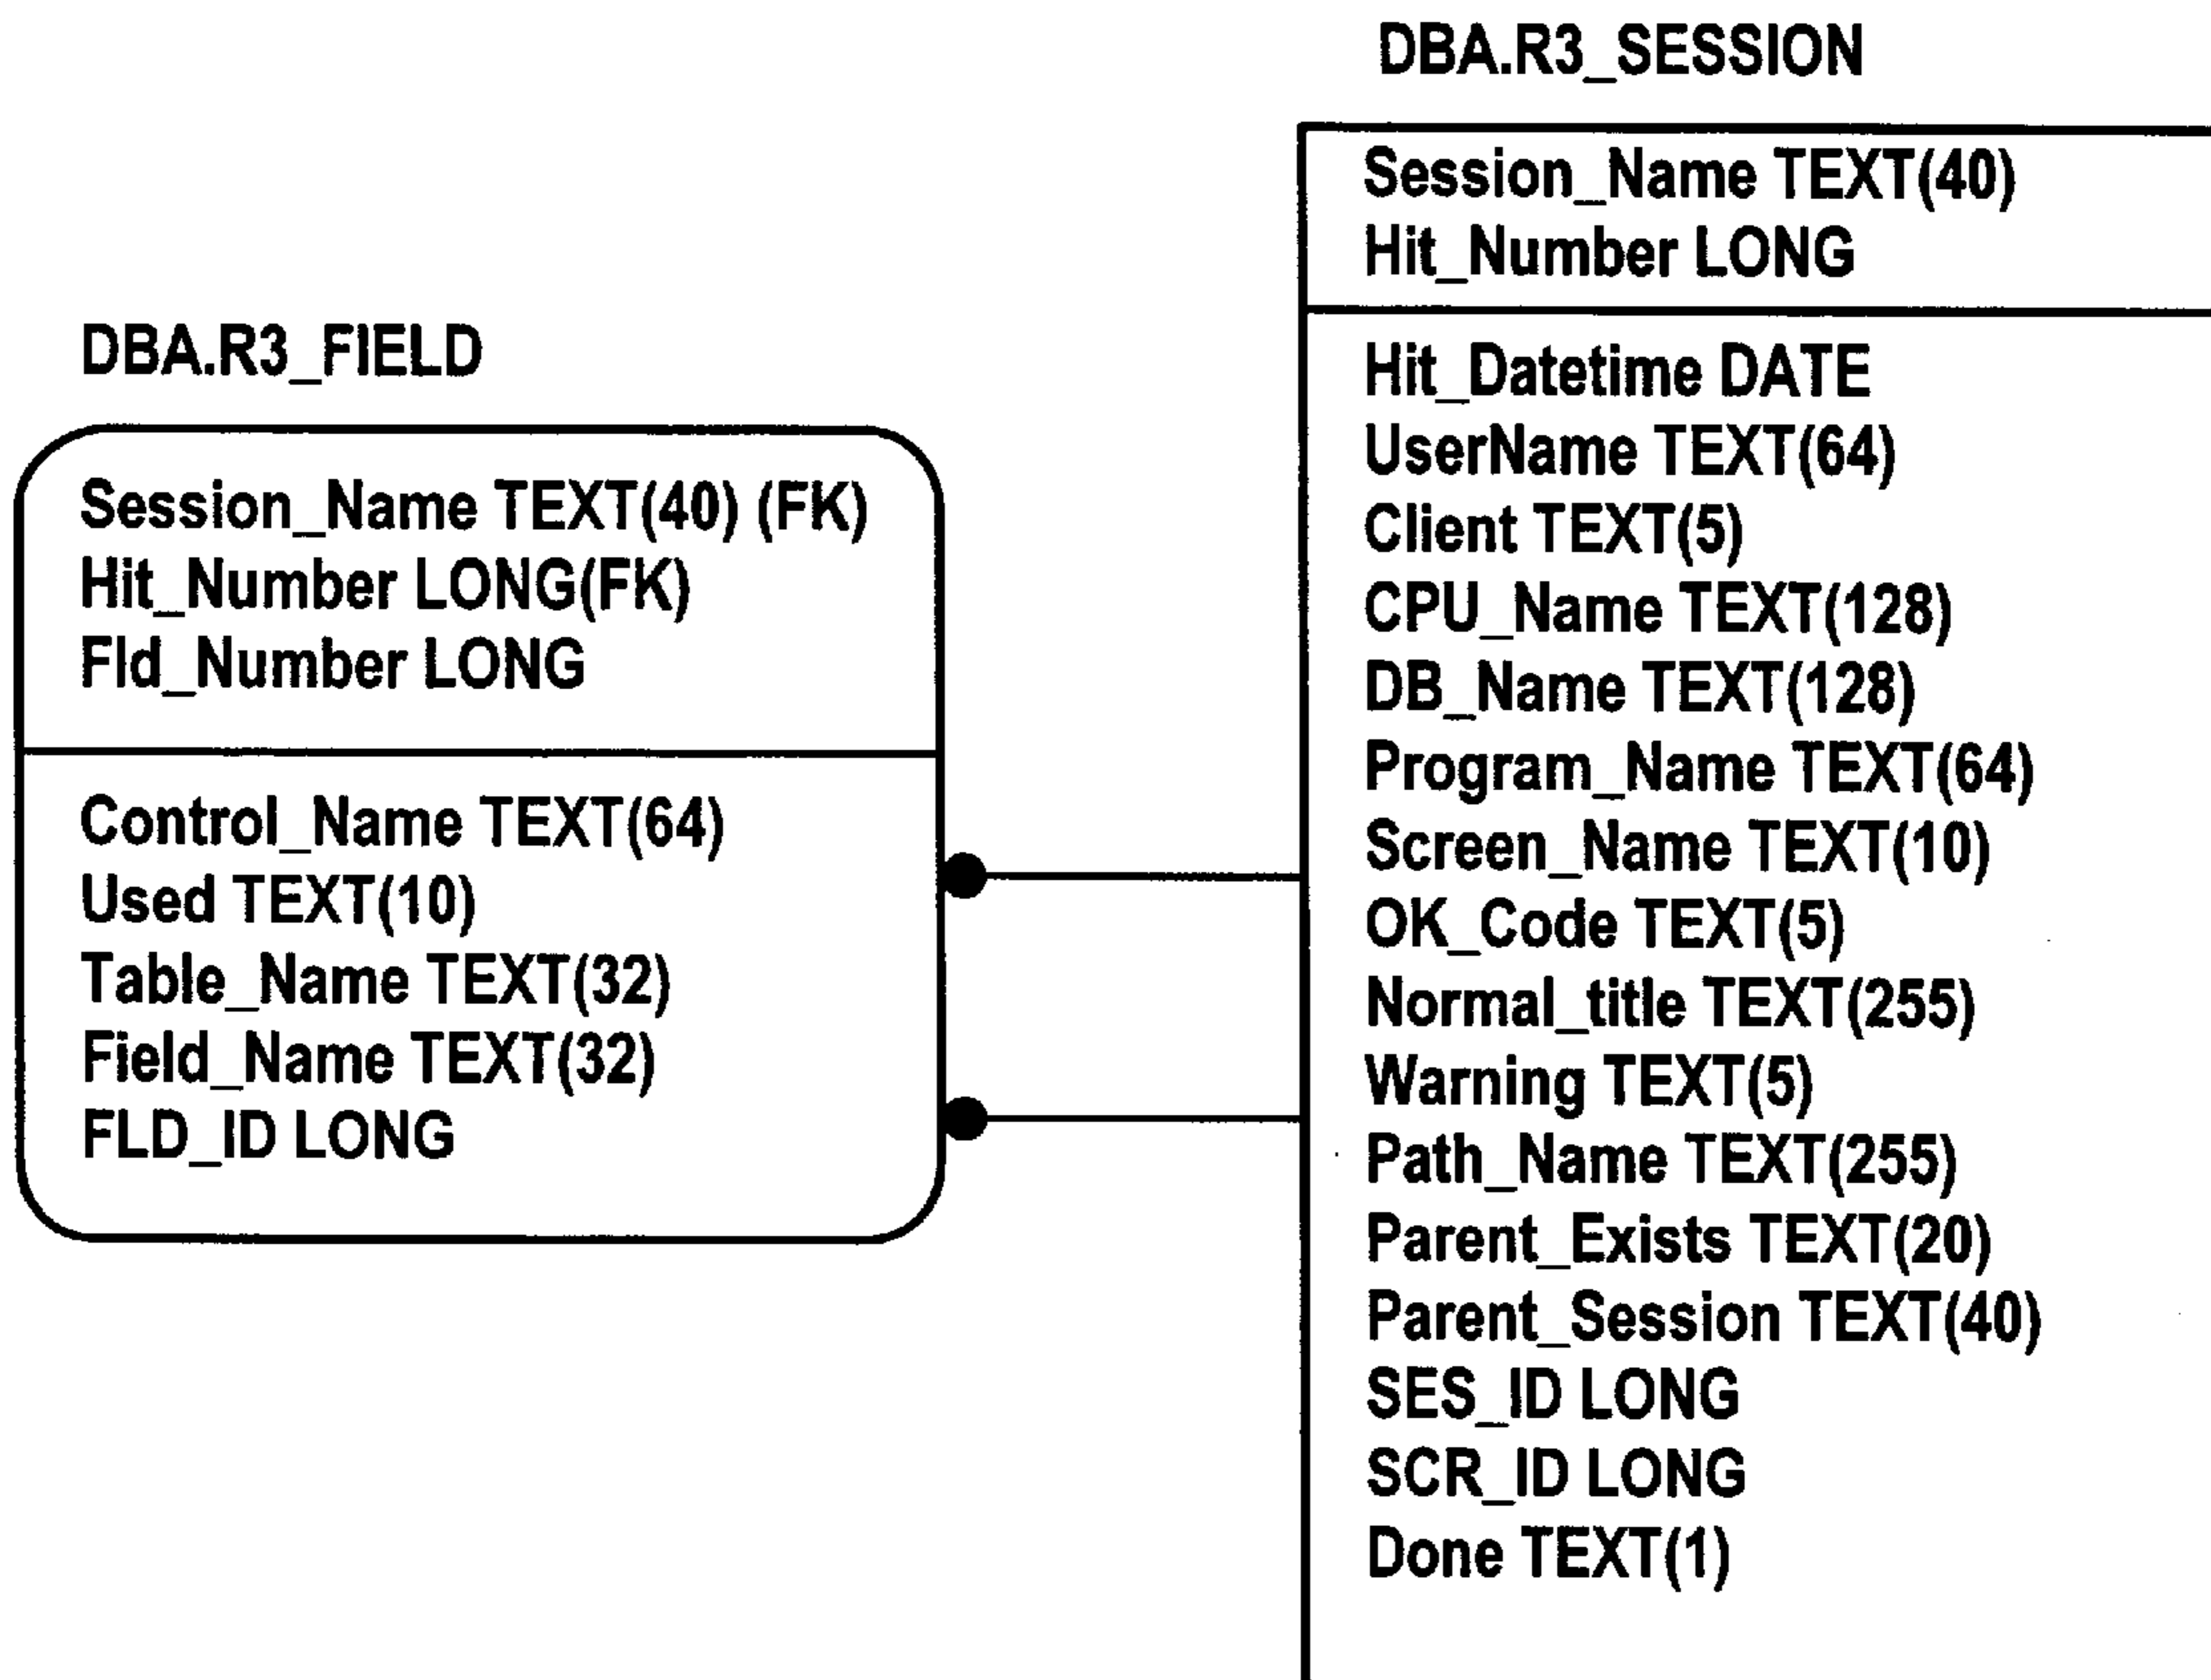 DBA.R3_FIELD
Session_Name TEXT(40) (FK)
Hit_Number LONG(FK)
Fld_Number LONG
Control_Name TEXT(64)
Used TEXT(10)
Table_Name TEXT(32)
Field_Name TEXT(32)
FLD_ID LONG
DBA.R3_SESSION
Session_Name TEXT(40)
Hit_Number LONG
Hit_Datetime DATE
UserName TEXT(64)
Client TEXT(5)
CPU_Name TEXT(128)
DB_Name TEXT(128)
Program_Name TEXT(64)
Screen_Name TEXT(10)
OK_Code TEXT(5)
Normal_title TEXT(255)
Warning TEXT(5)
Path_Name TEXT(255)
Parent_Exists TEXT(20)
Parent_Session TEXT(40)
SES_ID LONG
SCR_ID LONG
Done TEXT(1)